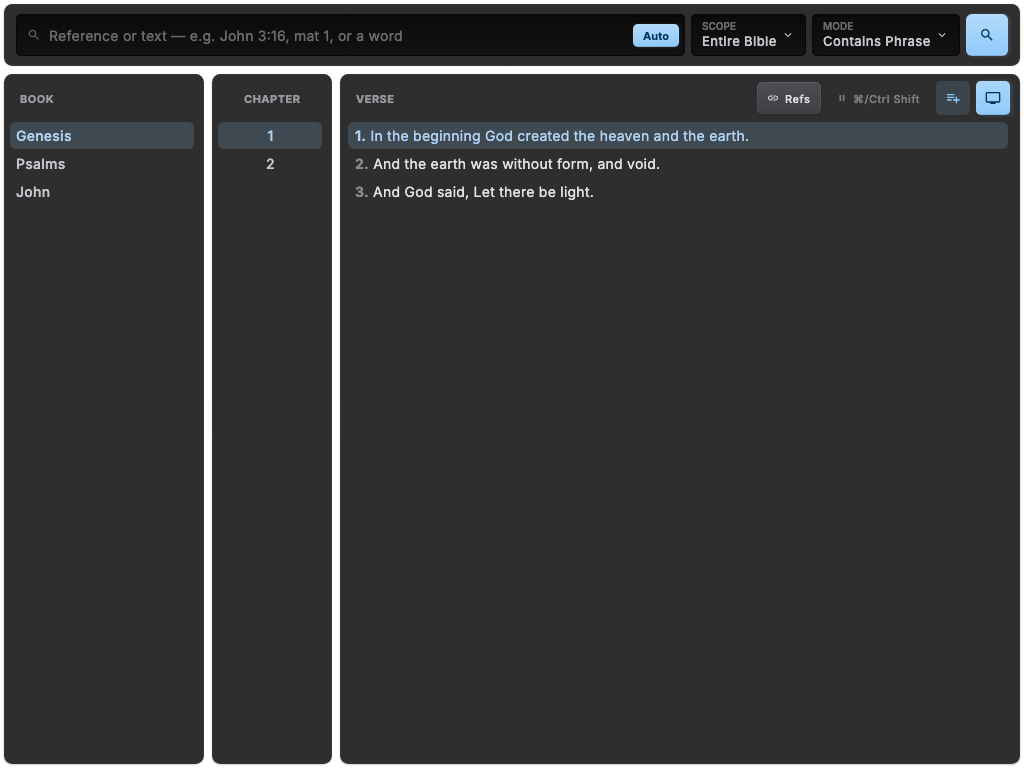 Reference or text — e.g. John 3:16, mat 1, or a word
Auto
SCOPE
Entire Bible
MODE
Contains Phrase
BOOK
Genesis
Psalms
John
CHAPTER
1
2
VERSE
Refs
⌘/Ctrl Shift
1. In the beginning God created the heaven and the earth.
2. And the earth was without form, and void.
3. And God said, Let there be light.